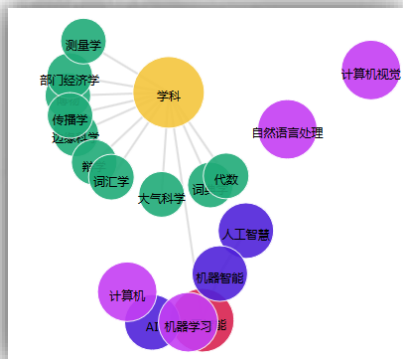 测量学
计算机视觉
部门经济学
学科
传播学
自然语言处理
代数
词汇学
大气科学
人工智慧
机器智能
计算机
AI
机器学习
能